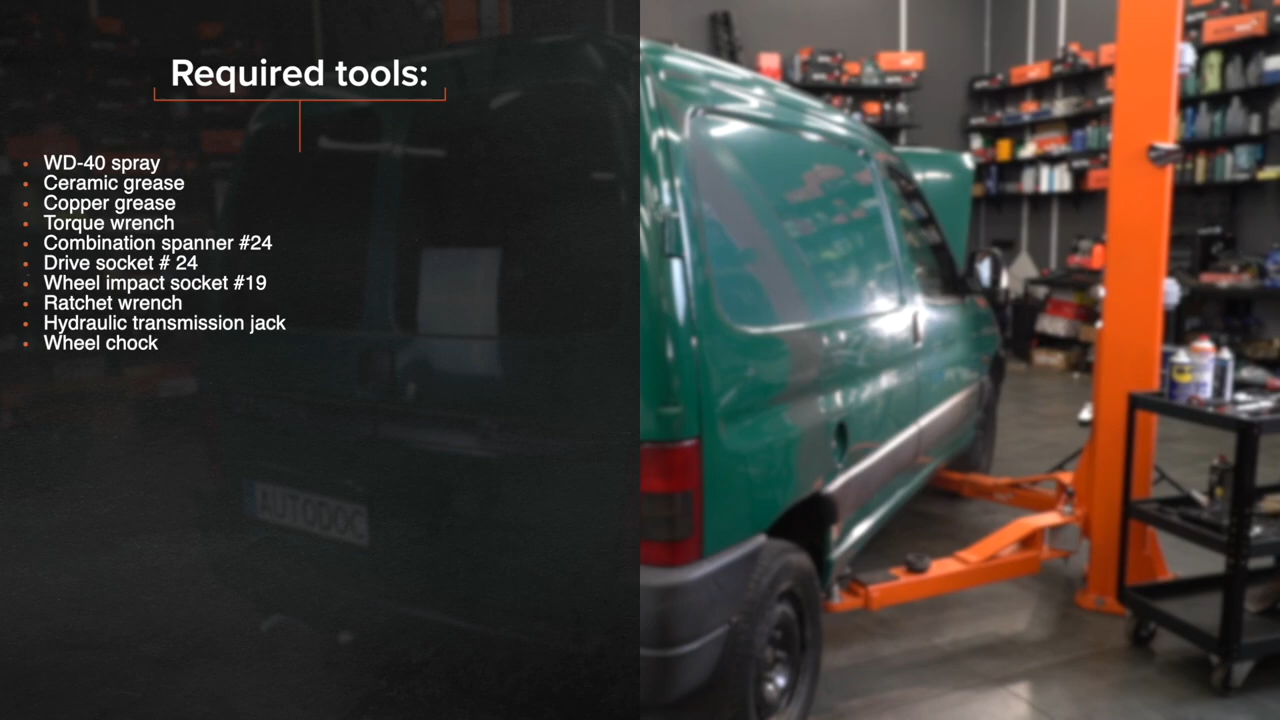 Required tools:
WD-40 spray
Ceramic grease
Copper grease
Torque wrench
Combination spanner #24
Drive socket # 24
Wheel impact socket #19
Ratchet wrench
Hydraulic transmission jack
Wheel chock
AUTODOC